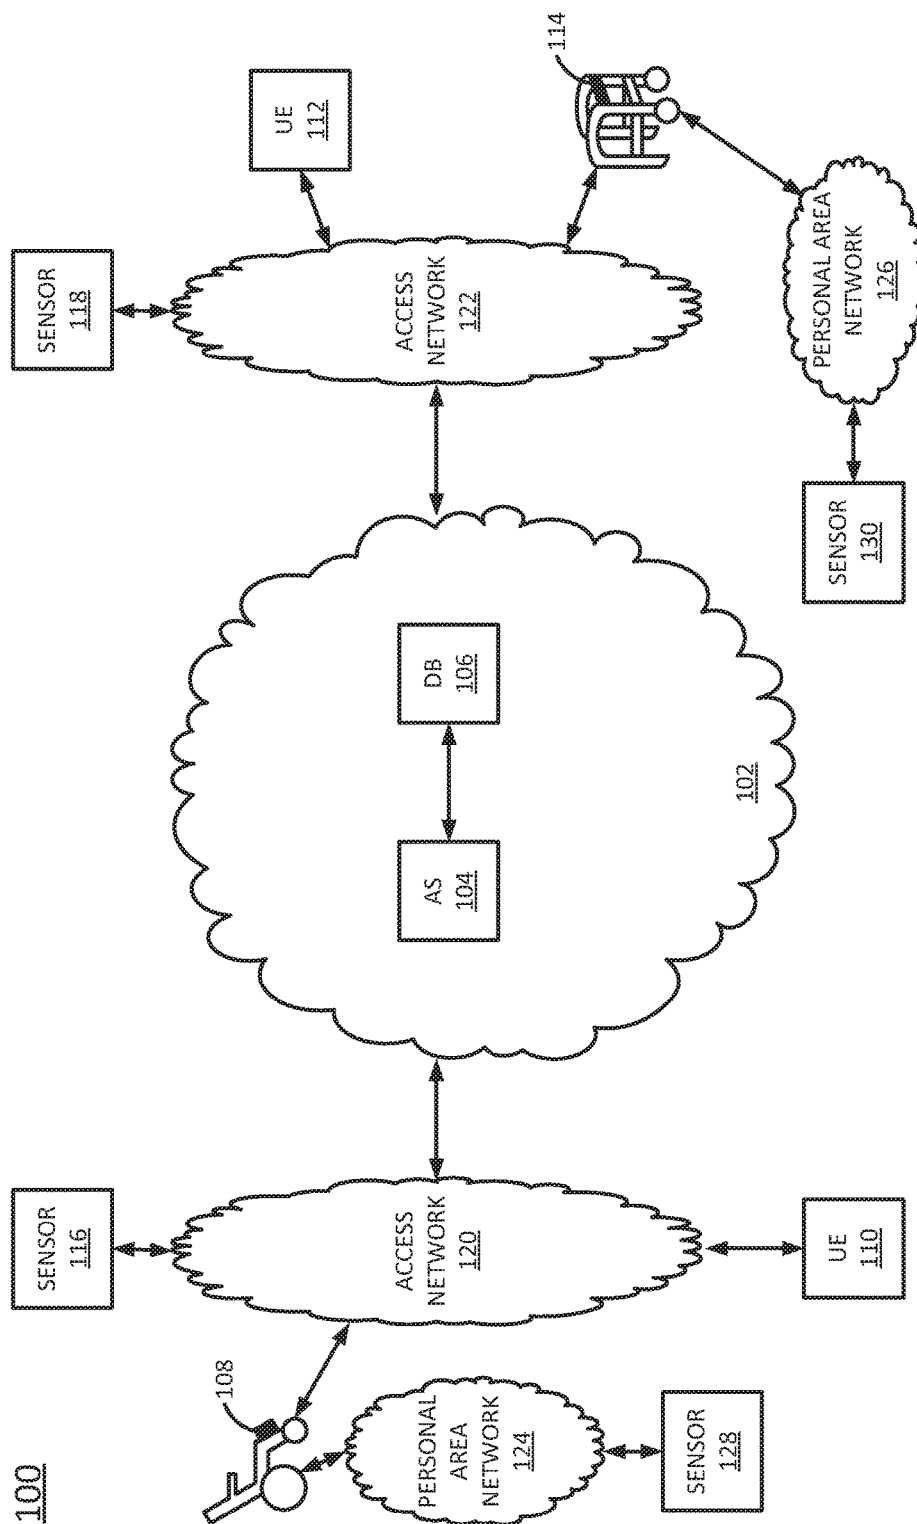 100
108
SENSOR
116
SENSOR
118
UE
112
114
ACCESS
NETWORK
120
ACCESS
NETWORK
122
AS
104
DB
106
102
PERSONAL
AREA
NETWORK
124
SENSOR
128
UE
110
SENSOR
130
PERSONAL AREA
NETWORK
126